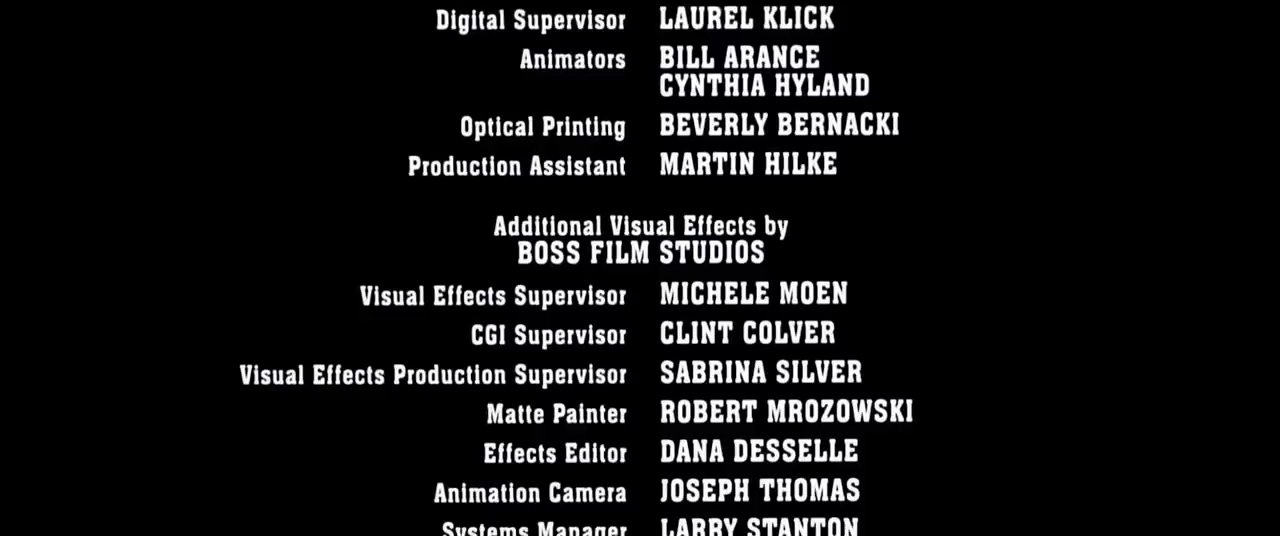 Digital Supervisor LAUREL KLICK
Animators BILL ARANCE
CYNTHIA HYLAND
Optical Printing BEVERLY BERNACKI
Production Assistant MARTIN HILKE
Additional Visual Effects by
BOSS FILM STUDIOS
Visual Effects Supervisor MICHELE MOEN
CGI Supervisor CLINT COLVER
Visual Effects Production Supervisor SABRINA SILVER
Matte Painter ROBERT MROZOWSKI
Effects Editor DANA DESSELLE
Animation Camera JOSEPH THOMAS
Systems Manager LARRY STANTON